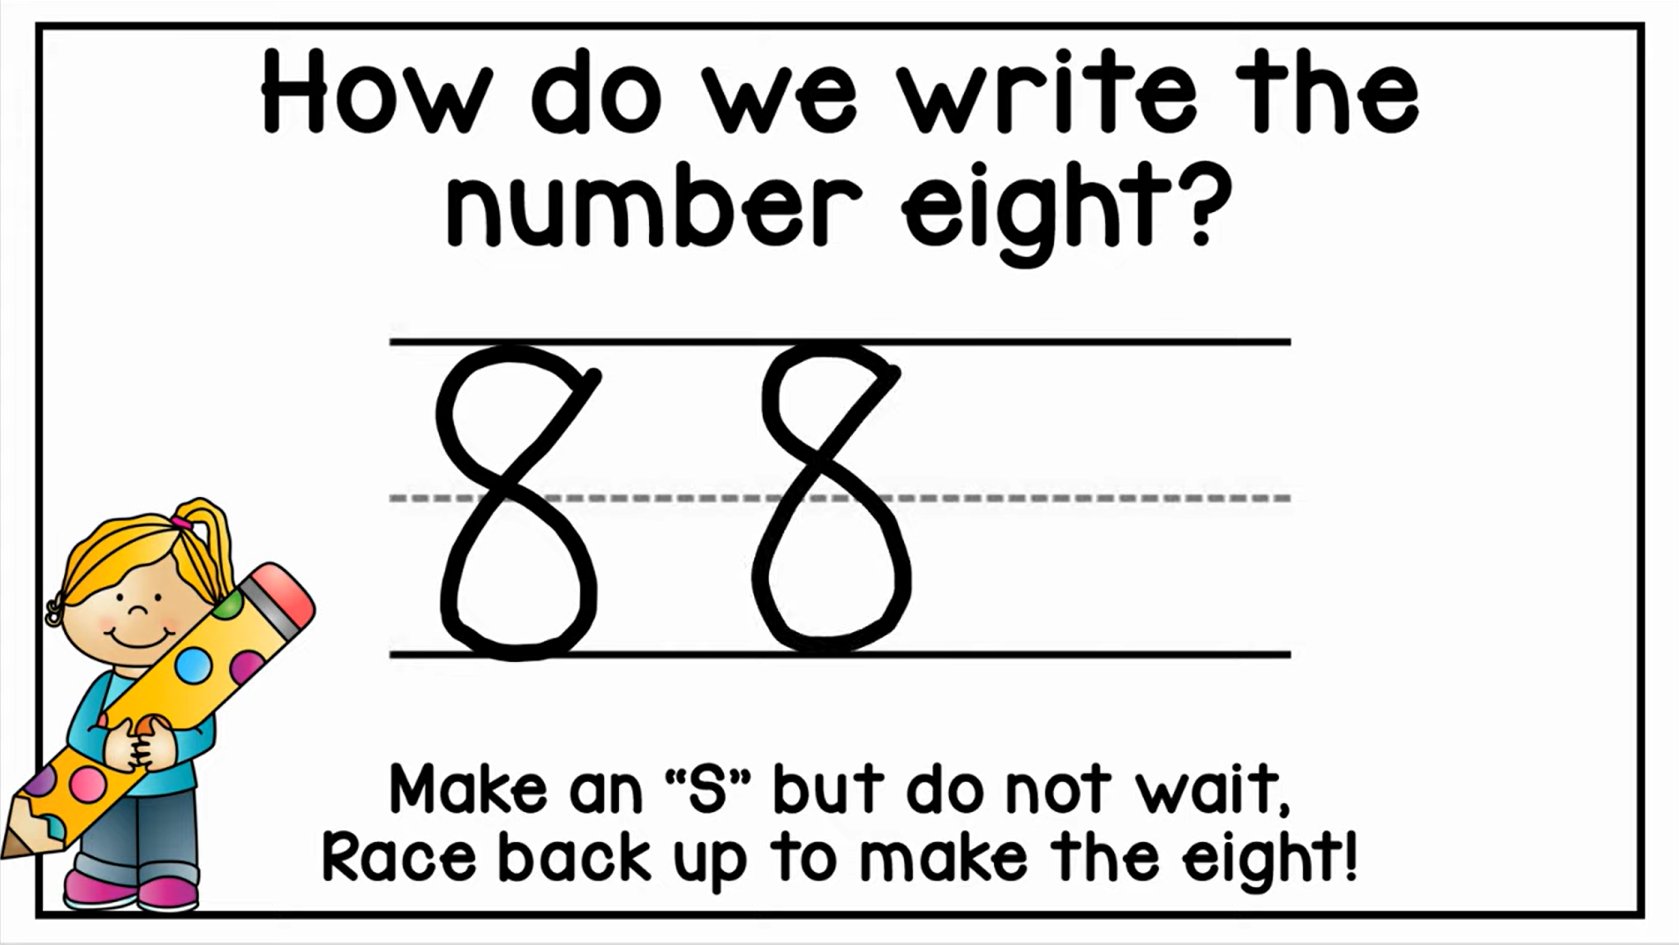 How do we write the
number eight?
8 8
Make an “S” but do not wait,
Race back up to make the eight!